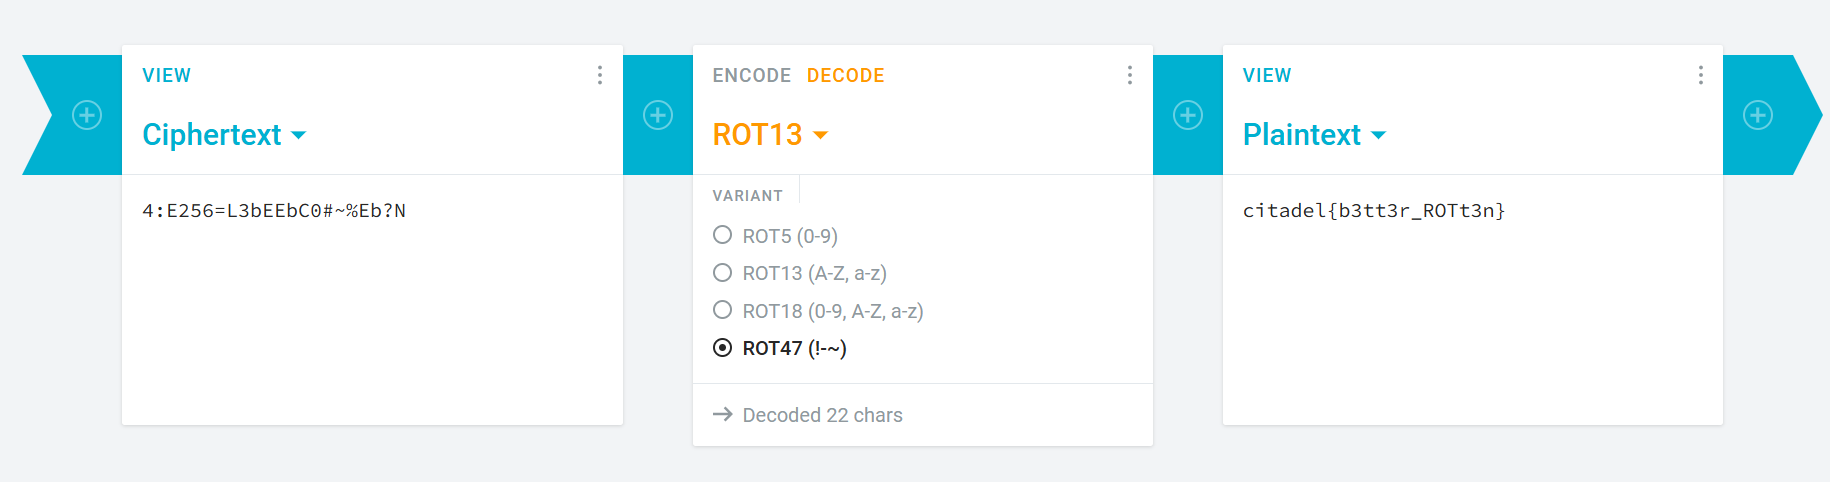 VIEW
Ciphertext
4:E256=L3bEEbC0#~%Eb?N
ENCODE DECODE
ROT13
VARIANT
ROT5 (0-9)
ROT13 (A-Z, a-z)
ROT18 (0-9, A-Z, a-z)
ROT47 (!-~)
Decoded 22 chars
VIEW
Plaintext
citadel{b3tt3r_ROTt3n}